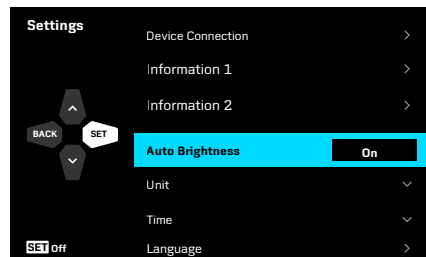 Settings
Device Connection
Information 1
Information 2
BACK SET
Auto Brightness On
Unit
Time
SET Off
Language